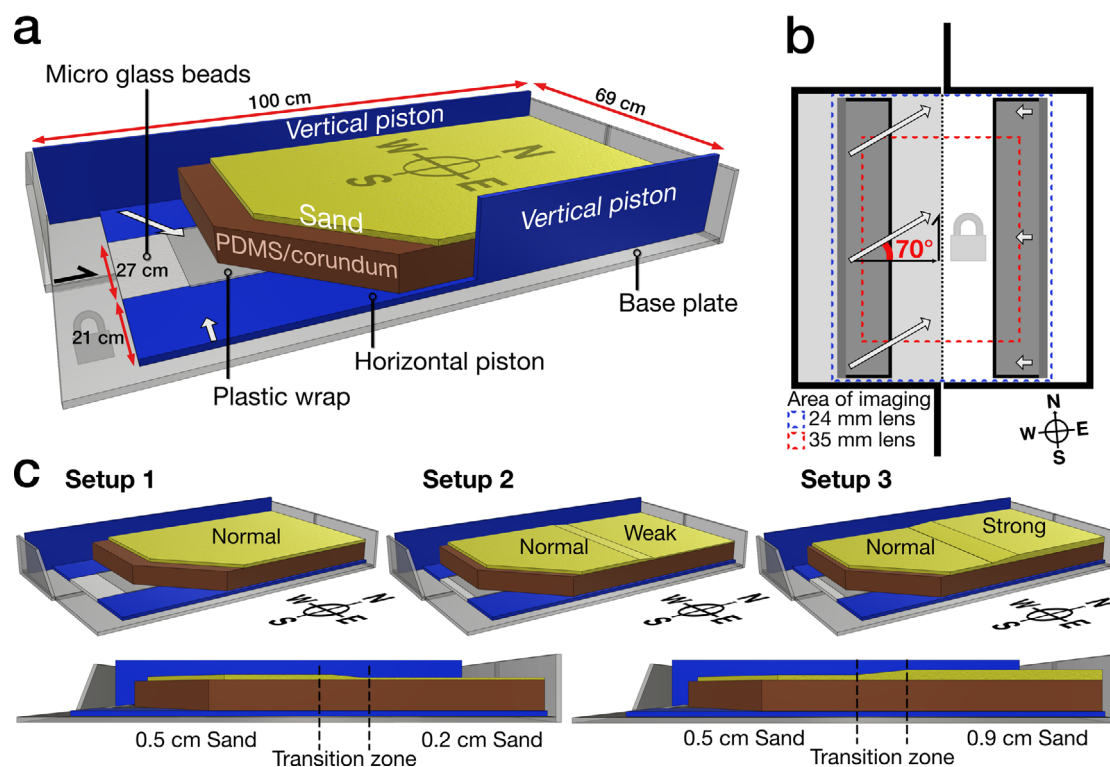 a
Micro glass beads
100 cm
69 cm
Vertical piston
N
W
E
S
Sand
Vertical piston
PDMS/corundum
27 cm
21 cm
Base plate
Horizontal piston
Plastic wrap
b
70°
Area of imaging
24 mm lens
35 mm lens
N
W
E
S
c
Setup 1
Setup 2
Setup 3
Normal
N
W
E
S
Normal
Weak
N
W
E
S
Normal
Strong
N
W
E
S
0.5 cm Sand
Transition zone
0.2 cm Sand
0.5 cm Sand
Transition zone
0.9 cm Sand